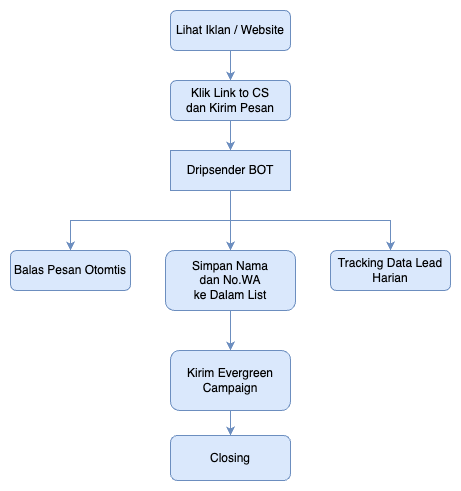 Lihat Iklan / Website
Klik Link to CS
dan Kirim Pesan
Dripsender BOT
Balas Pesan Otomtis
Simpan Nama
dan No.WA
ke Dalam List
Tracking Data Lead
Harian
Kirim Evergreen
Campaign
Closing